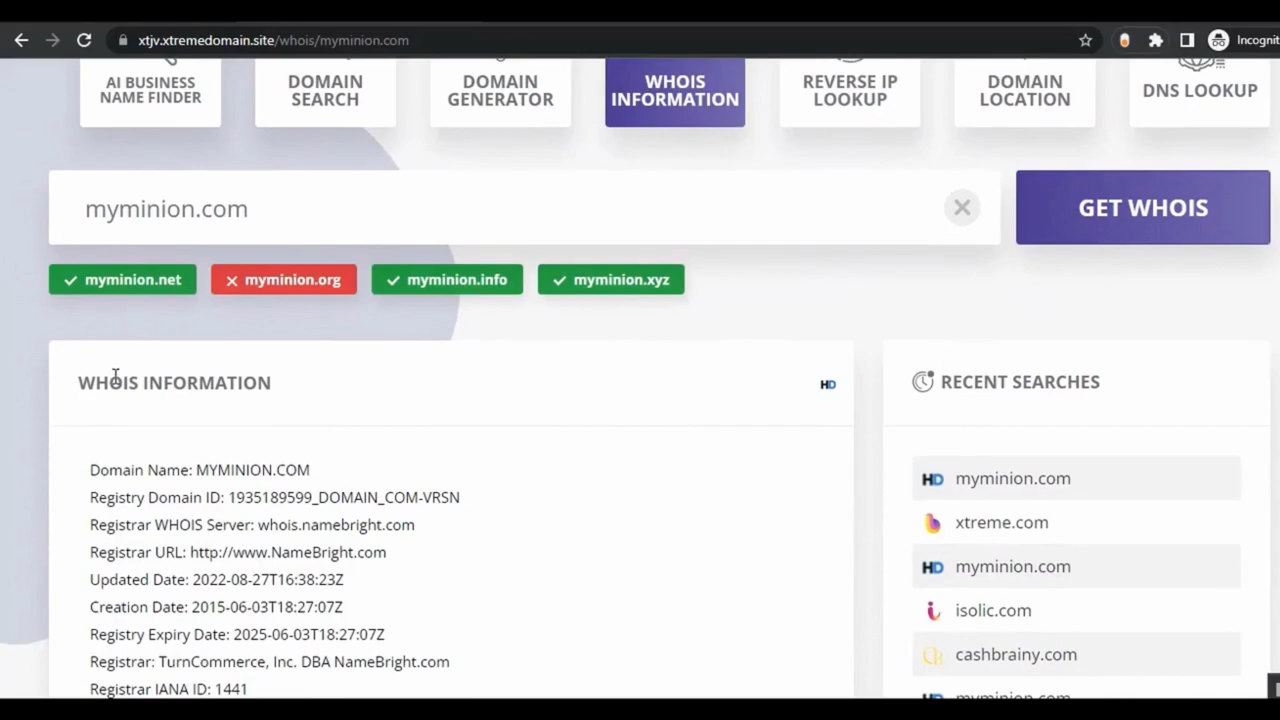 xtjv.xtremedomain.site/whois/myminion.com
Incognit
AI BUSINESS
NAME FINDER
DOMAIN
SEARCH
DOMAIN
GENERATOR
WHOIS
INFORMATION
REVERSE IP
LOOKUP
DOMAIN
LOCATION
DNS LOOKUP
myminion.com
GET WHOIS
myminion.net
myminion.org
myminion.info
myminion.xyz
WHOIS INFORMATION
HD
RECENT SEARCHES
Domain Name: MYMINION.COM
Registry Domain ID: 1935189599_DOMAIN_COM-VRSN
Registrar WHOIS Server: whois.namebright.com
Registrar URL: http://www.NameBright.com
Updated Date: 2022-08-27T16:38:23Z
Creation Date: 2015-06-03T18:27:07Z
Registry Expiry Date: 2025-06-03T18:27:07Z
Registrar: TurnCommerce, Inc. DBA NameBright.com
Registrar IANA ID: 1441
HD myminion.com
xtreme.com
HD myminion.com
isolic.com
cashbrainy.com
HD myminion.com